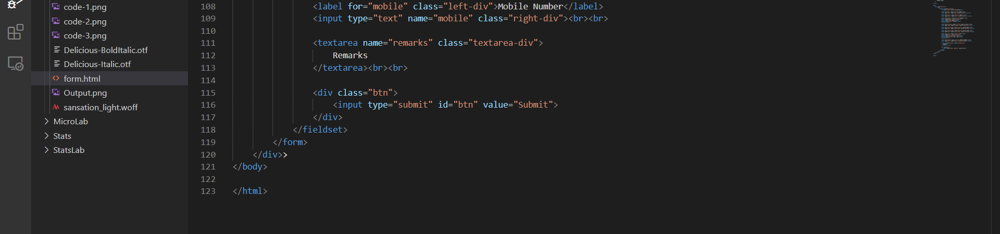 code-1.png
code-2.png
code-3.png
Delicious-BoldItalic.otf
Delicious-Italic.otf
form.html
Output.png
sansation_light.woff
MicroLab
Stats
StatsLab
108 <label for="mobile" class="left-div">Mobile Number</label>
109 <input type="text" name="mobile" class="right-div"><br><br>
110
111 <textarea name="remarks" class="textarea-div">
112 Remarks
113 </textarea><br><br>
114
115 <div class="btn">
116 <input type="submit" id="btn" value="Submit">
117 </div>
118 </fieldset>
119 </form>
120 </div>>
121 </body>
122
123 </html>